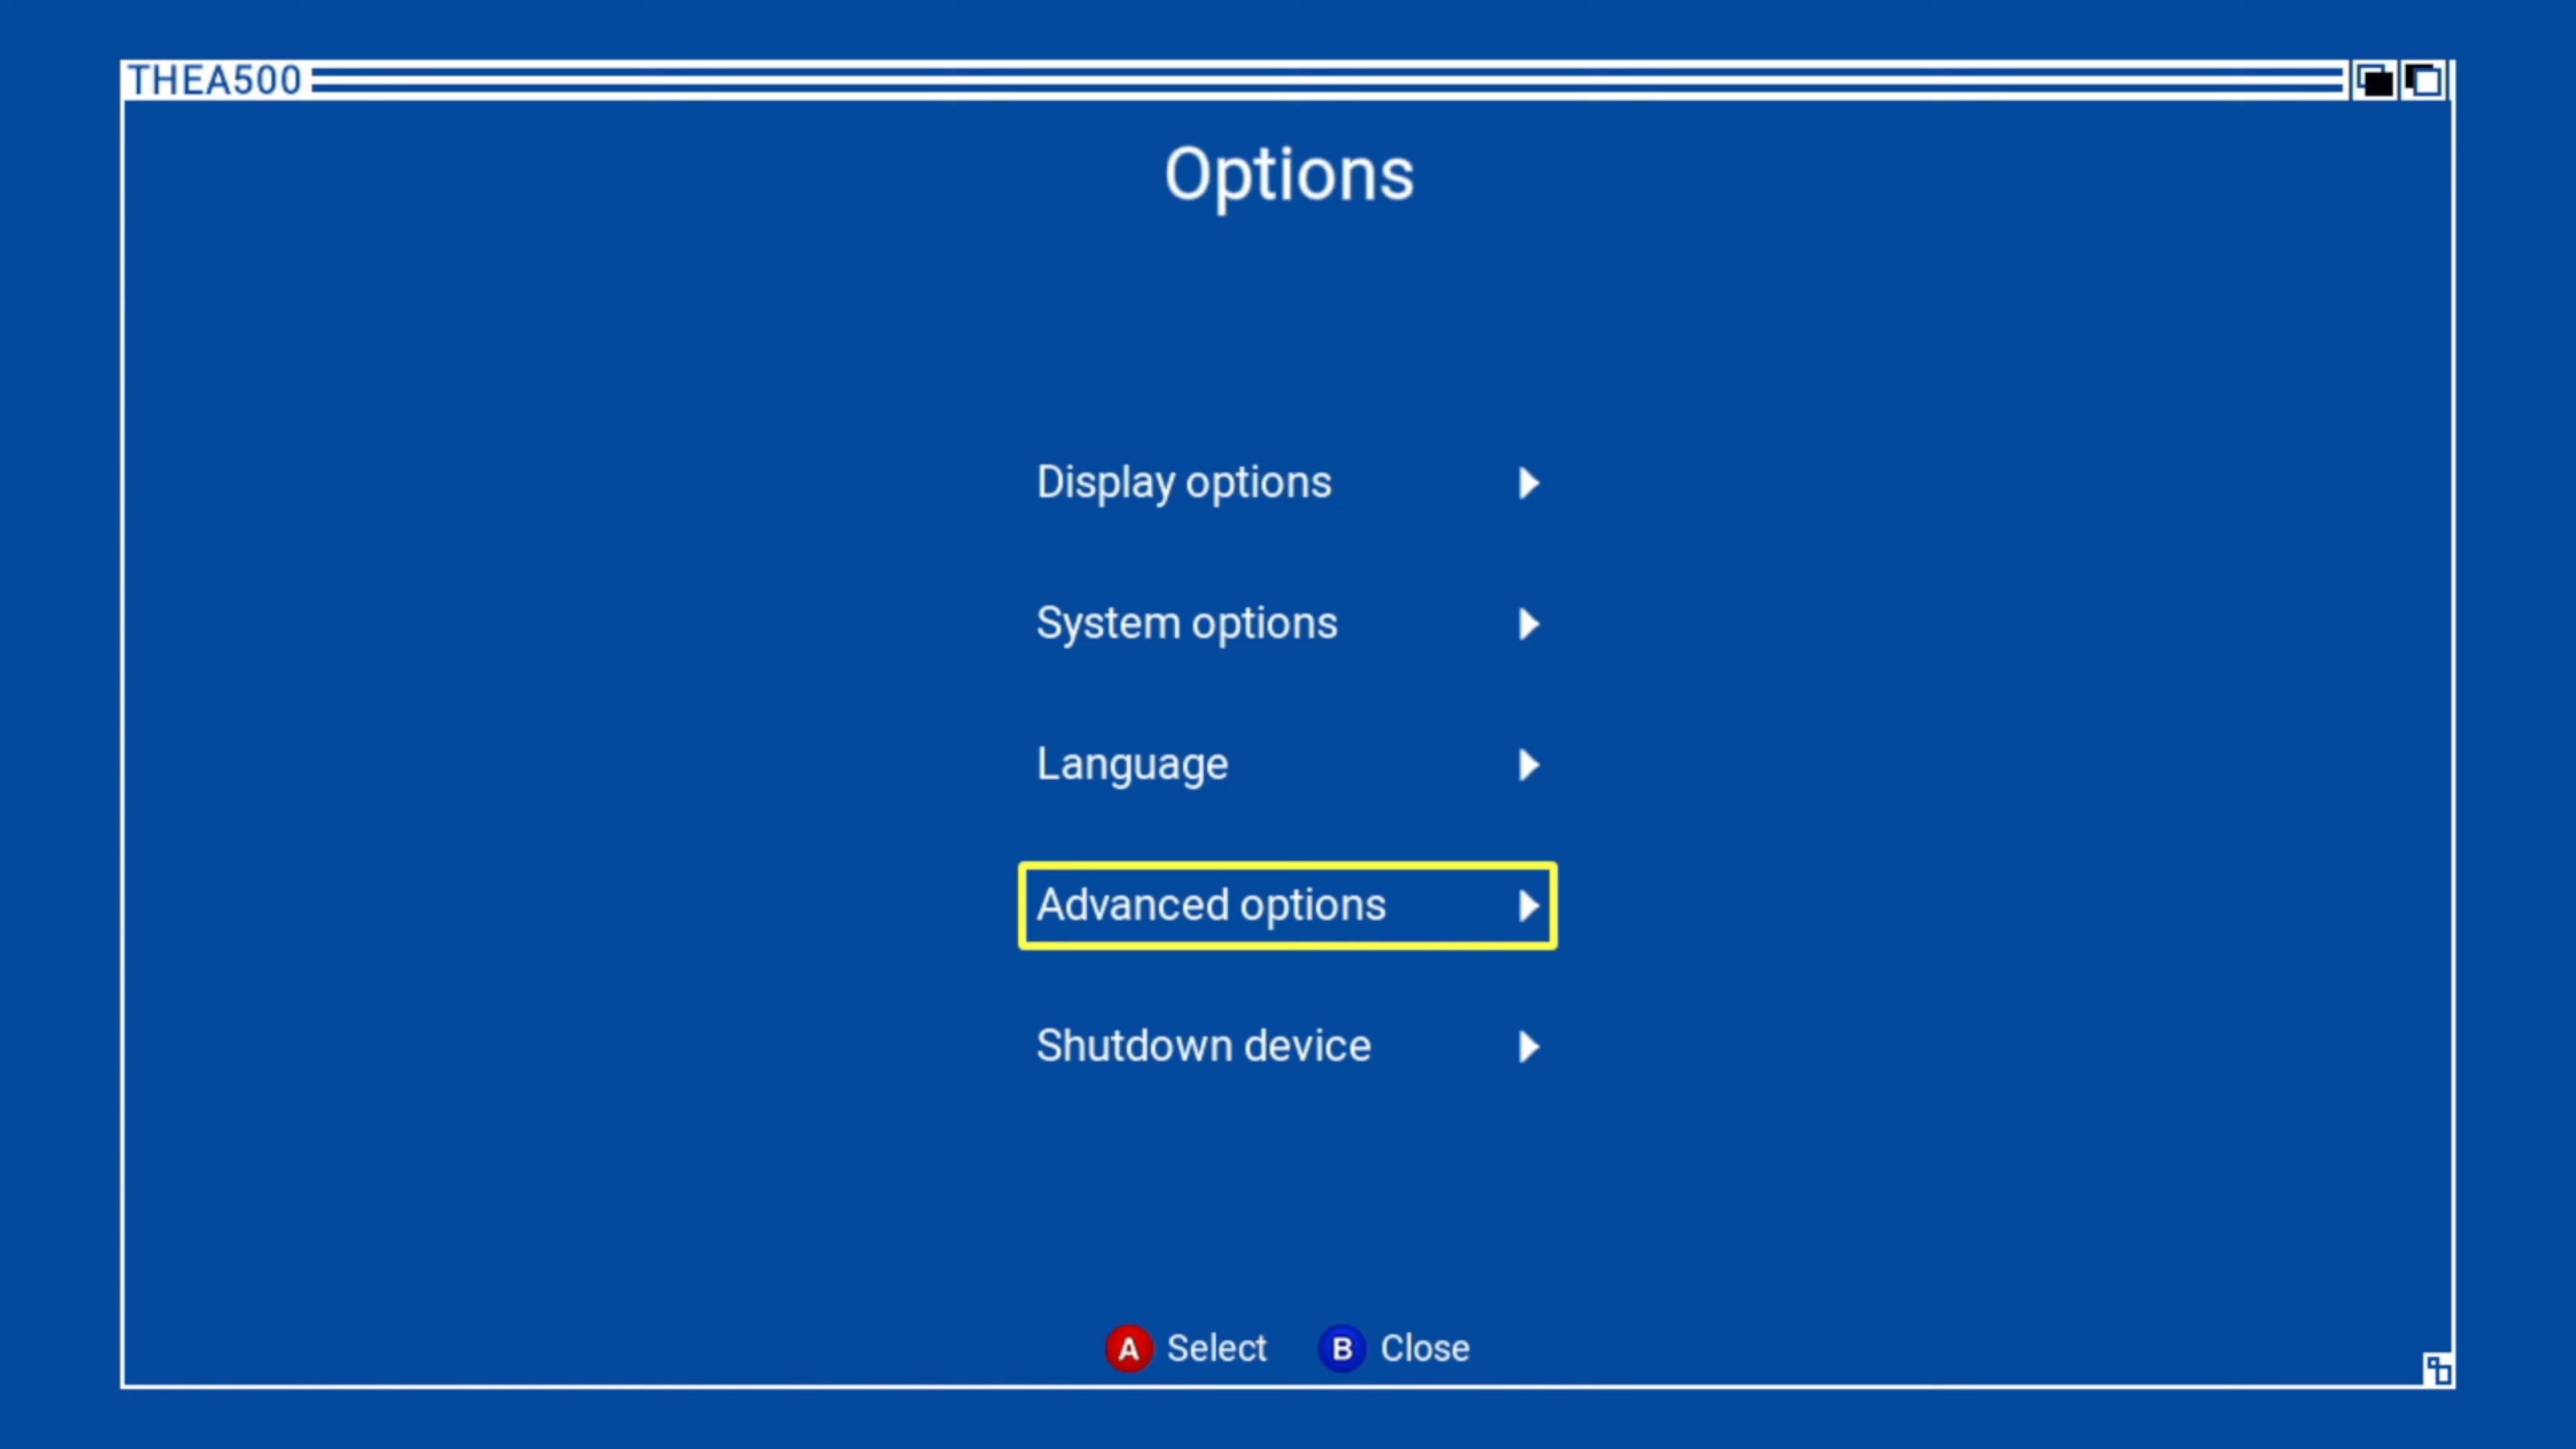 THEA500
Options
Display options
System options
Language
Advanced options
Shutdown device
A Select B Close